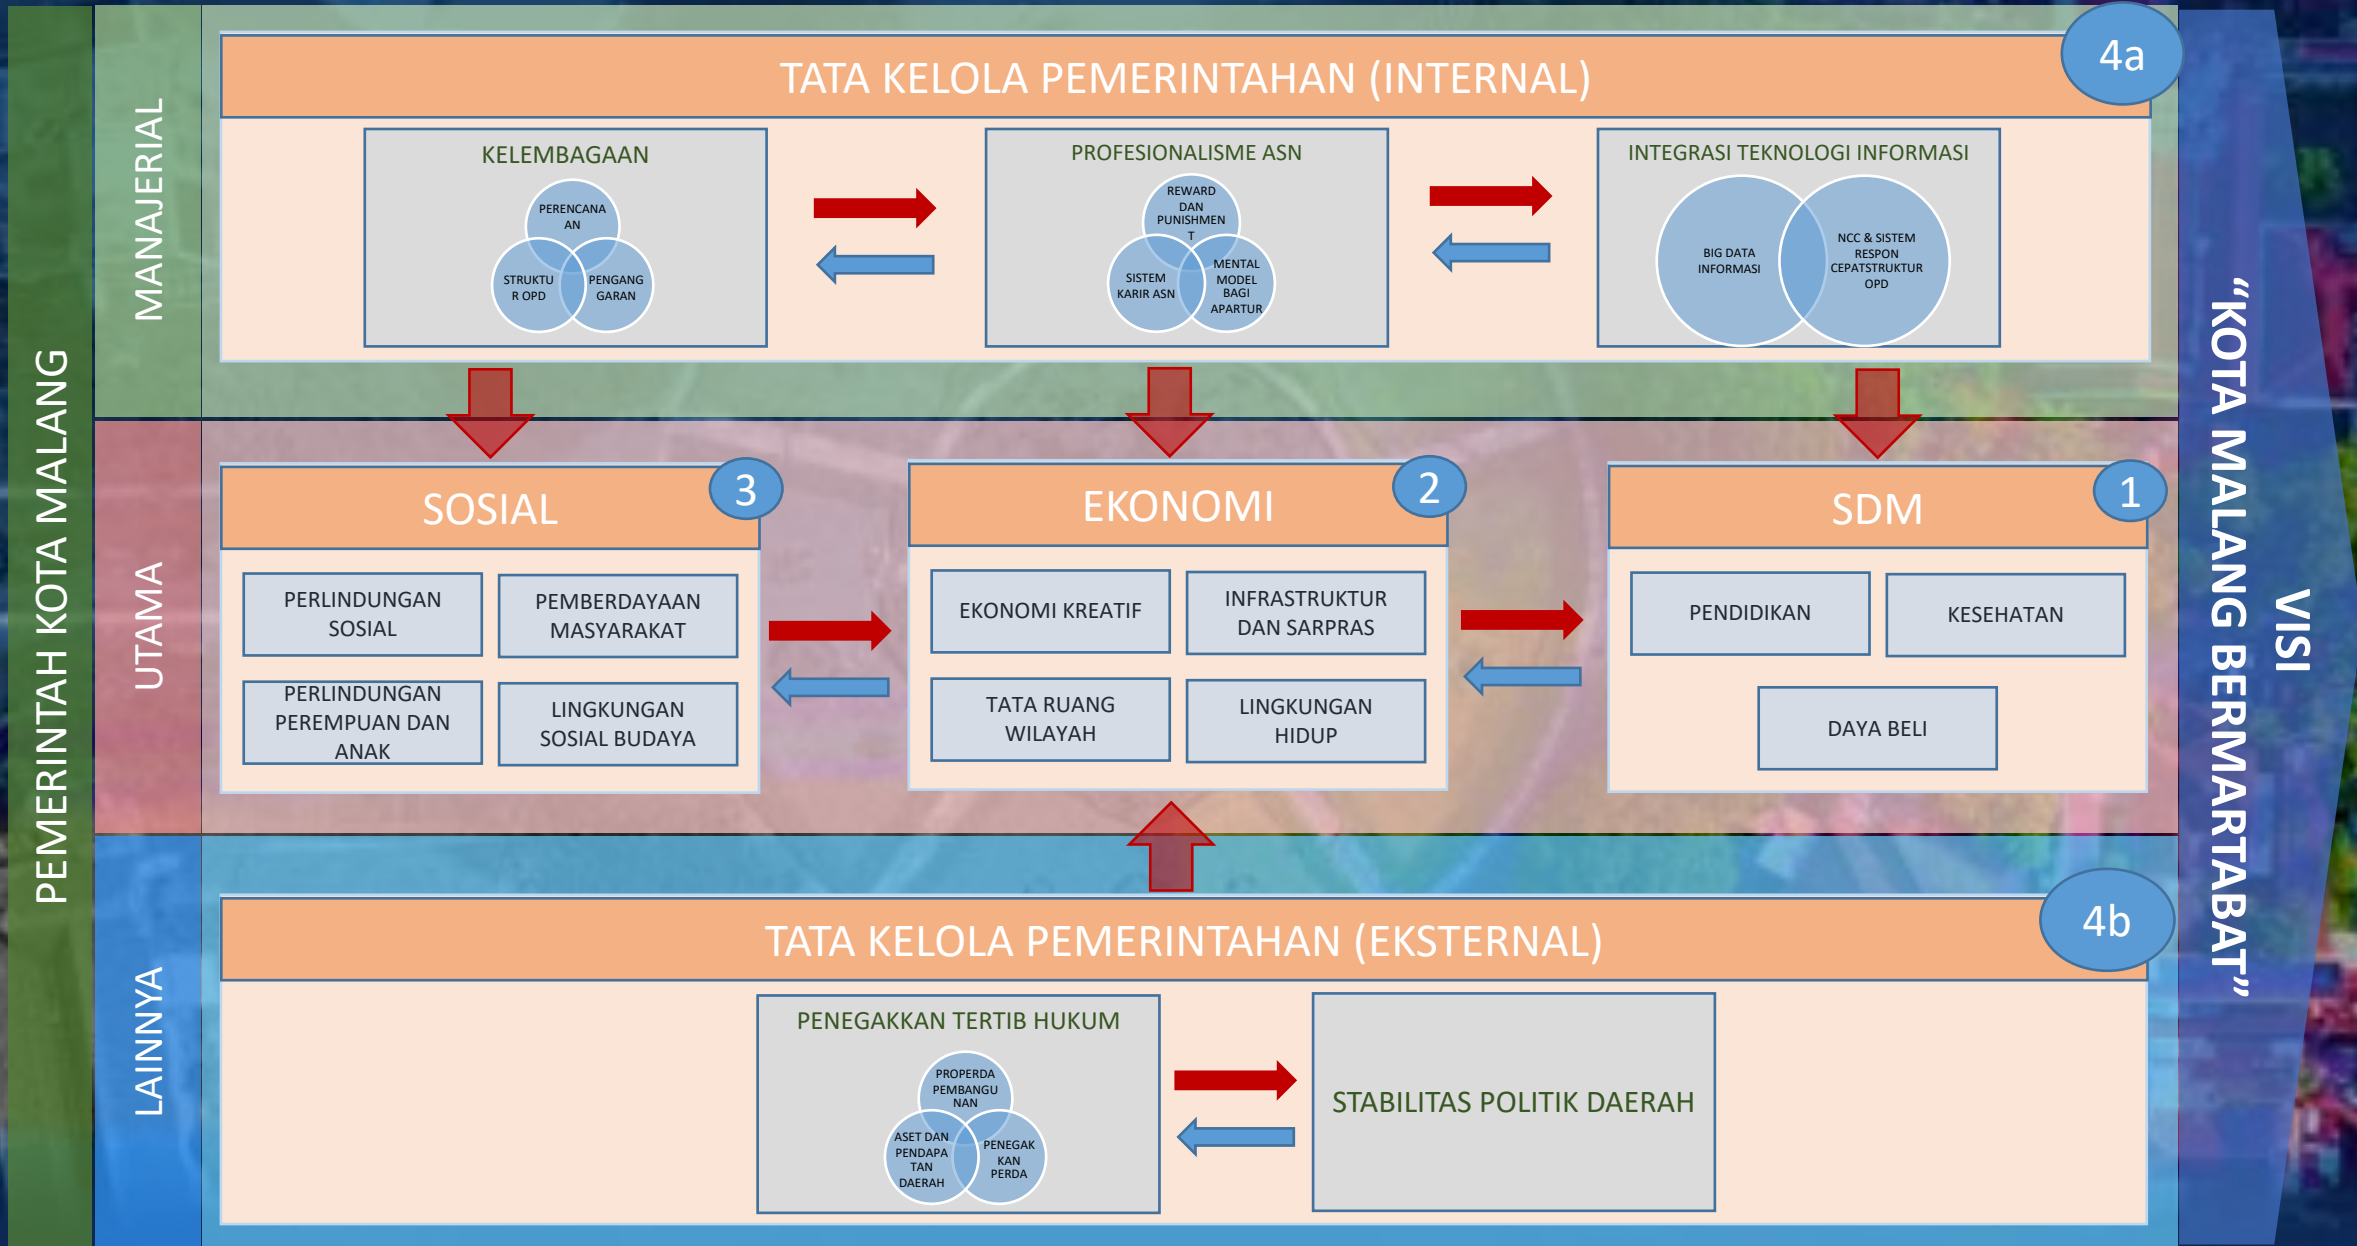 PEMERINTAH KOTA MALANG
MANAJERIAL
TATA KELOLA PEMERINTAHAN (INTERNAL)
4a
KELEMBAGAAN
PERENCANA
AN
STRUKTU
R OPD
PENGANG
GARAN
PROFESIONALISME ASN
REWARD
DAN
PUNISHMEN
T
SISTEM
KARIR ASN
MENTAL
MODEL
BAGI
APARTUR
INTEGRASI TEKNOLOGI INFORMASI
BIG DATA
INFORMASI
NCC & SISTEM
RESPON
CEPATSTRUKTUR
OPD
UTAMA
SOSIAL
3
PERLINDUNGAN
SOSIAL
PEMBERDAYAAN
MASYARAKAT
PERLINDUNGAN
PEREMPUAN DAN
ANAK
LINGKUNGAN
SOSIAL BUDAYA
EKONOMI
2
EKONOMI KREATIF
INFRASTRUKTUR
DAN SARPRAS
TATA RUANG
WILAYAH
LINGKUNGAN
HIDUP
SDM
1
PENDIDIKAN
KESEHATAN
DAYA BELI
LAINNYA
TATA KELOLA PEMERINTAHAN (EKSTERNAL)
4b
PENEGAKKAN TERTIB HUKUM
PROPERDA
PEMBANGU
NAN
ASET DAN
PENDAPA
TAN
DAERAH
PENEGAK
KAN
PERDA
STABILITAS POLITIK DAERAH
VISI
“KOTA MALANG BERMARTABAT”